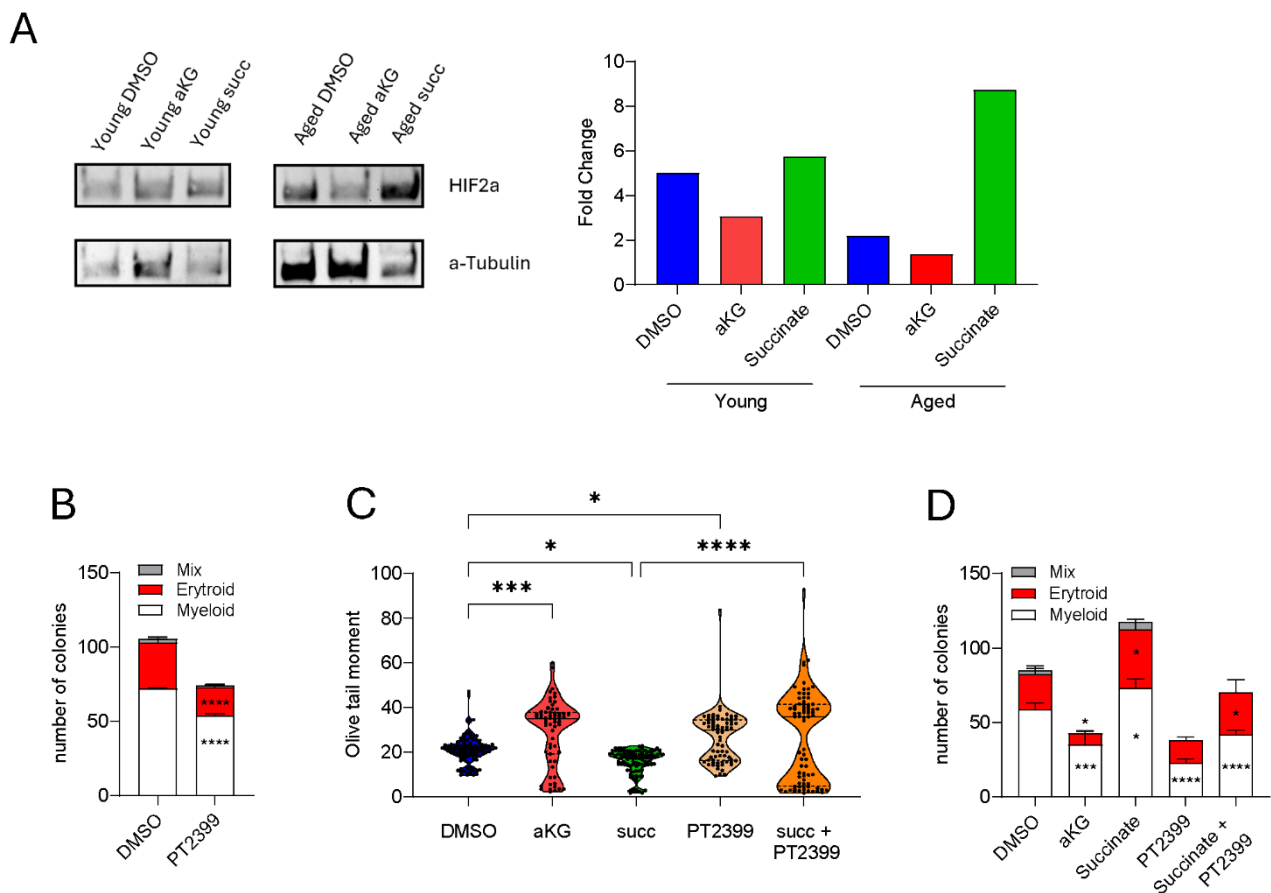 A
Young DMSO
Young aKG
Young succ
Aged DMSO
Aged aKG
Aged succ
HIF2a
a-Tubulin
Fold Change
10
8
6
4
2
0
DMSO
aKG
Succinate
DMSO
aKG
Succinate
Young
Aged
B
number of colonies
150
100
50
0
Mix
Erytroid
Myeloid
****
****
DMSO
PT2399
C
Olive tail moment
*
*
****
***
100
80
60
40
20
0
DMSO
aKG
succ
PT2399
succ +
PT2399
D
number of colonies
150
100
50
0
Mix
Erytroid
Myeloid
*
***
*
*
****
*
****
DMSO
aKG
Succinate
PT2399
Succinate +
PT2399